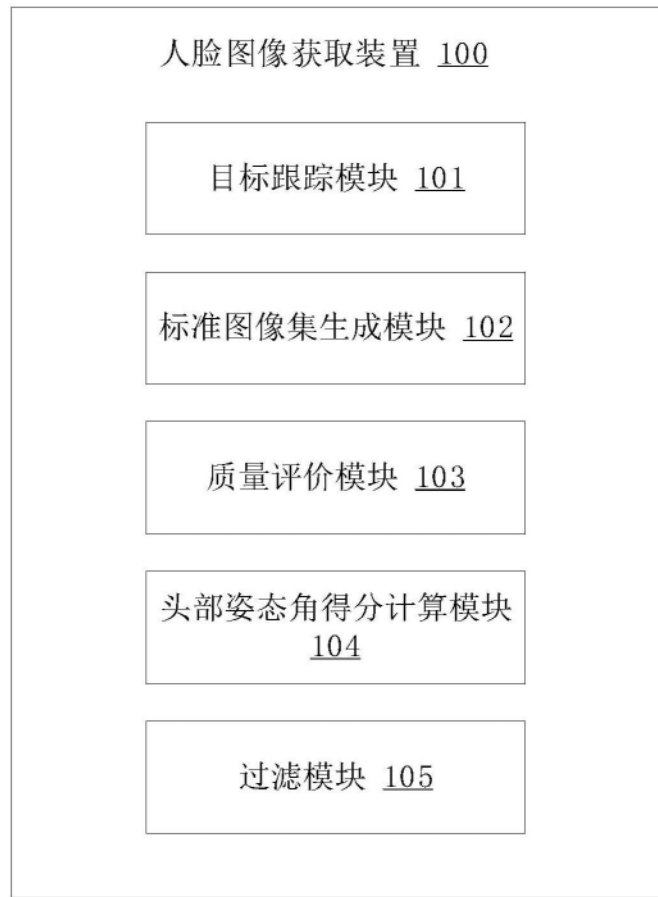 人脸图像获取装置 100
目标跟踪模块 101
标准图像集生成模块 102
质量评价模块 103
头部姿态角得分计算模块
104
过滤模块 105